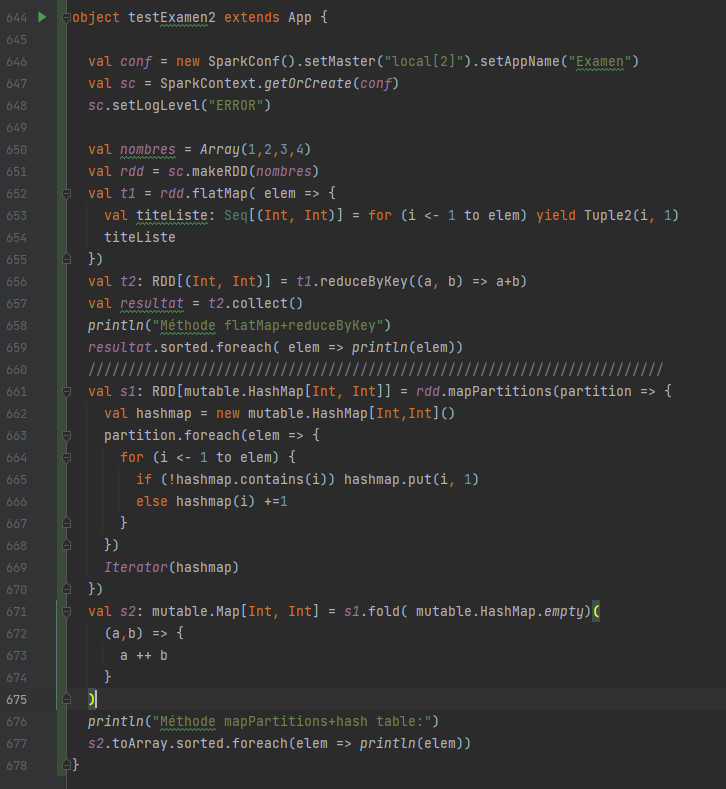 644 object testExamen2 extends App {
645
646 val conf = new SparkConf().setMaster("local[2]").setAppName("Examen")
647 val sc = SparkContext.getOrCreate(conf)
648 sc.setLogLevel("ERROR")
649
650 val nombres = Array(1,2,3,4)
651 val rdd = sc.makeRDD(nombres)
652 val t1 = rdd.flatMap( elem => {
653 val titeListe: Seq[(Int, Int)] = for (i <- 1 to elem) yield Tuple2(i, 1)
654 titeListe
655 })
656 val t2: RDD[(Int, Int)] = t1.reduceByKey((a, b) => a+b)
657 val resultat = t2.collect()
658 println("Méthode flatMap+reduceByKey")
659 resultat.sorted.foreach( elem => println(elem))
660 ////////////////////////////////////////////////////////////////////////
661 val s1: RDD[mutable.HashMap[Int, Int]] = rdd.mapPartitions(partition => {
662 val hashmap = new mutable.HashMap[Int,Int]()
663 partition.foreach(elem => {
664 for (i <- 1 to elem) {
665 if (!hashmap.contains(i)) hashmap.put(i, 1)
666 else hashmap(i) +=1
667 }
668 })
669 Iterator(hashmap)
670 })
671 val s2: mutable.Map[Int, Int] = s1.fold( mutable.HashMap.empty)(
672 (a,b) => {
673 a ++ b
674 }
675 )
676 println("Méthode mapPartitions+hash table:")
677 s2.toArray.sorted.foreach(elem => println(elem))
678 }